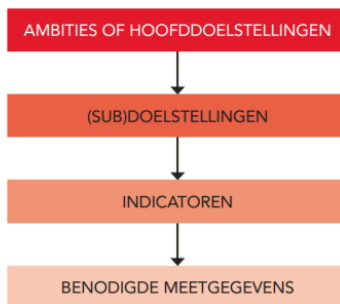 AMBITIES OF HOOFDDOELSTELLINGEN
(SUB)DOELSTELLINGEN
INDICATOREN
BENODIGDE MEETGEGEVENS